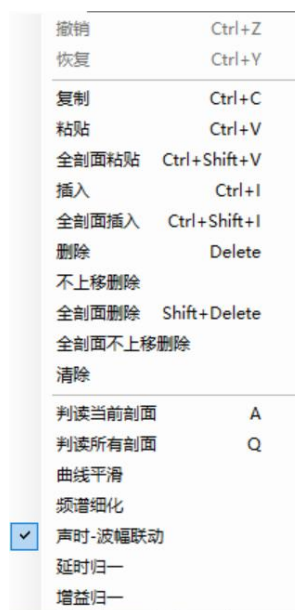 撤销 Ctrl+Z
恢复 Ctrl+Y
复制 Ctrl+C
粘贴 Ctrl+V
全剖面粘贴 Ctrl+Shift+V
插入 Ctrl+I
全剖面插入 Ctrl+Shift+I
删除 Delete
不上移删除
全剖面删除 Shift+Delete
全剖面不上移删除
清除
判读当前剖面 A
判读所有剖面 Q
曲线平滑
频谱细化
声时-波幅联动
延时归一
增益归一